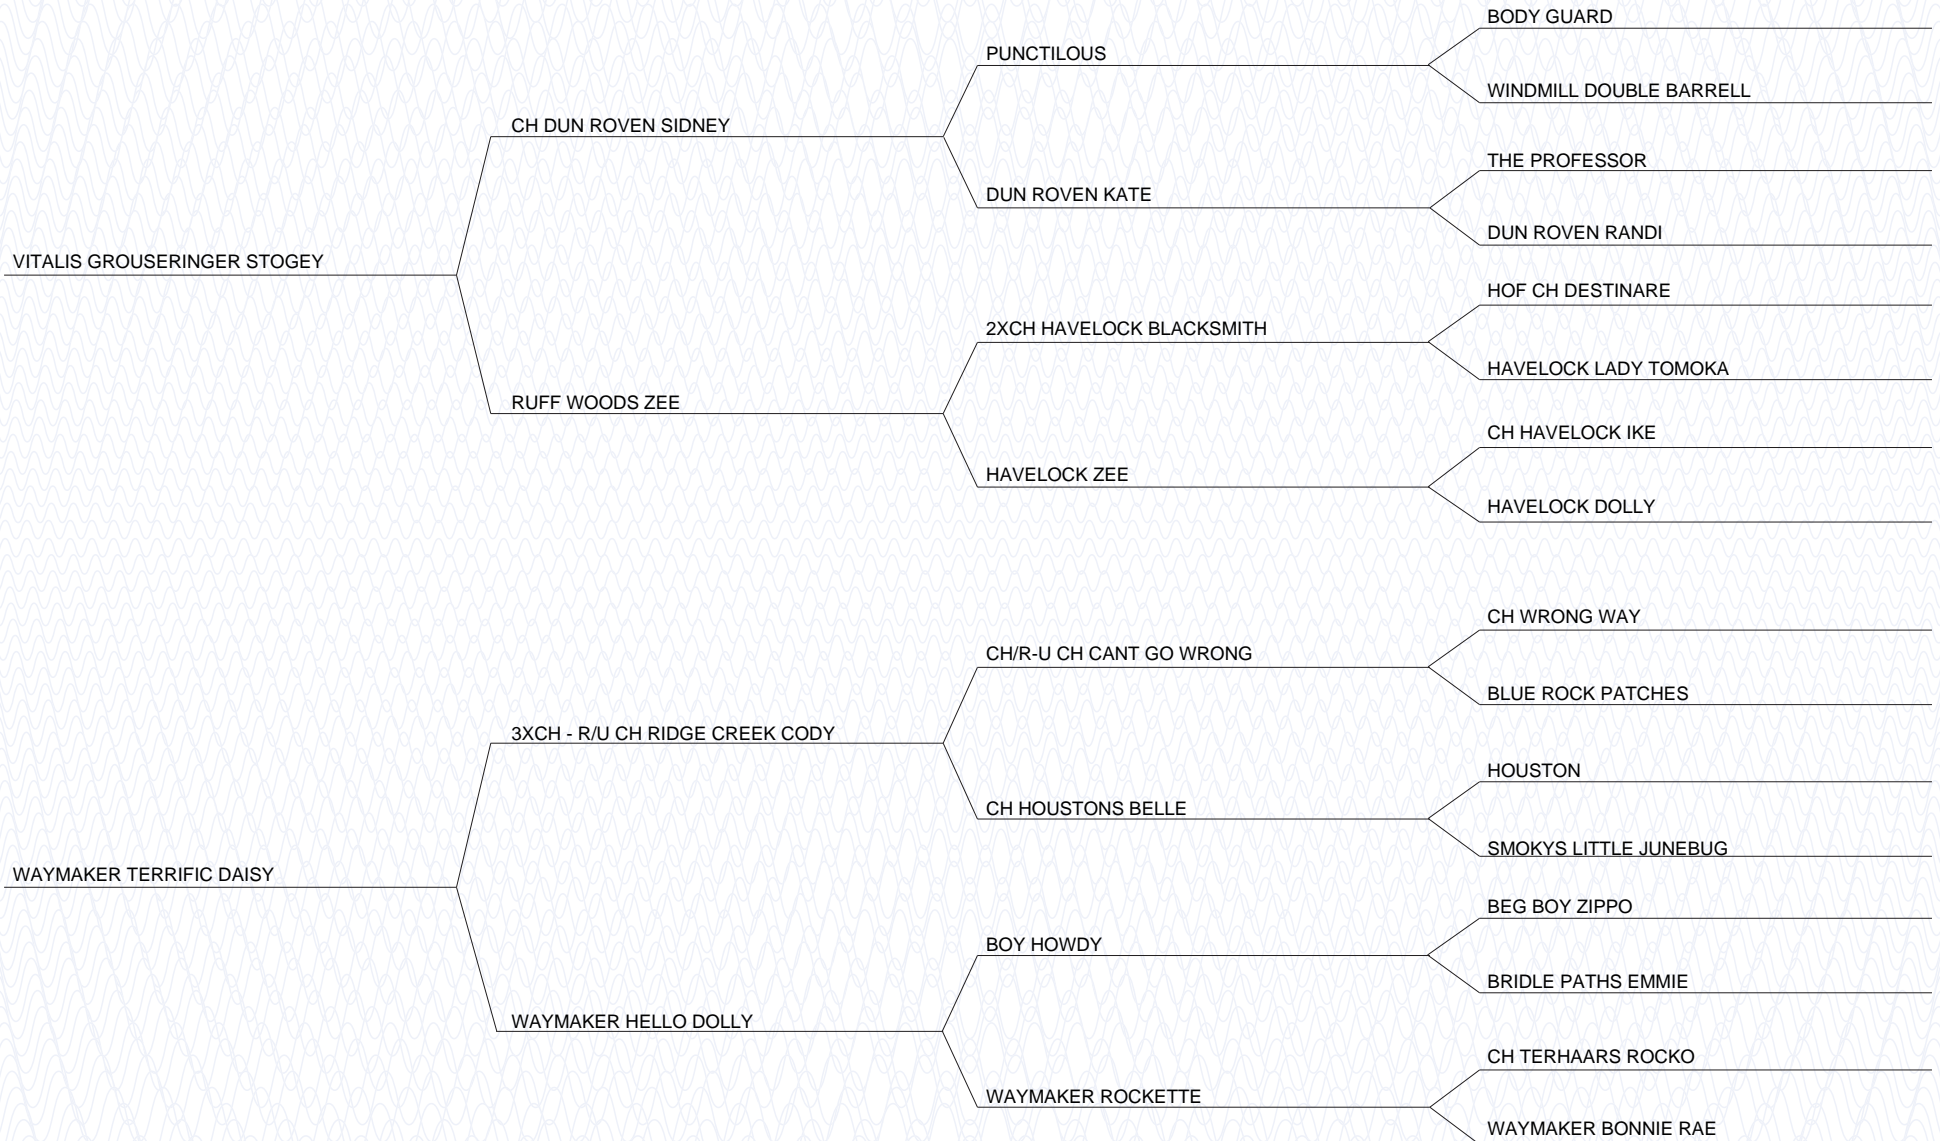 BODY GUARD
PUNCTILOUS
WINDMILL DOUBLE BARRELL
CH DUN ROVEN SIDNEY
THE PROFESSOR
DUN ROVEN KATE
DUN ROVEN RANDI
VITALIS GROUSERINGER STOGEY
HOF CH DESTINARE
2XCH HAVELOCK BLACKSMITH
HAVELOCK LADY TOMOKA
RUFF WOODS ZEE
CH HAVELOCK IKE
HAVELOCK ZEE
HAVELOCK DOLLY
CH WRONG WAY
CH/R-U CH CANT GO WRONG
BLUE ROCK PATCHES
3XCH - R/U CH RIDGE CREEK CODY
HOUSTON
CH HOUSTONS BELLE
SMOKYS LITTLE JUNEBUG
WAYMAKER TERRIFIC DAISY
BEG BOY ZIPPO
BOY HOWDY
BRIDLE PATHS EMMIE
WAYMAKER HELLO DOLLY
CH TERHAARS ROCKO
WAYMAKER ROCKETTE
WAYMAKER BONNIE RAE